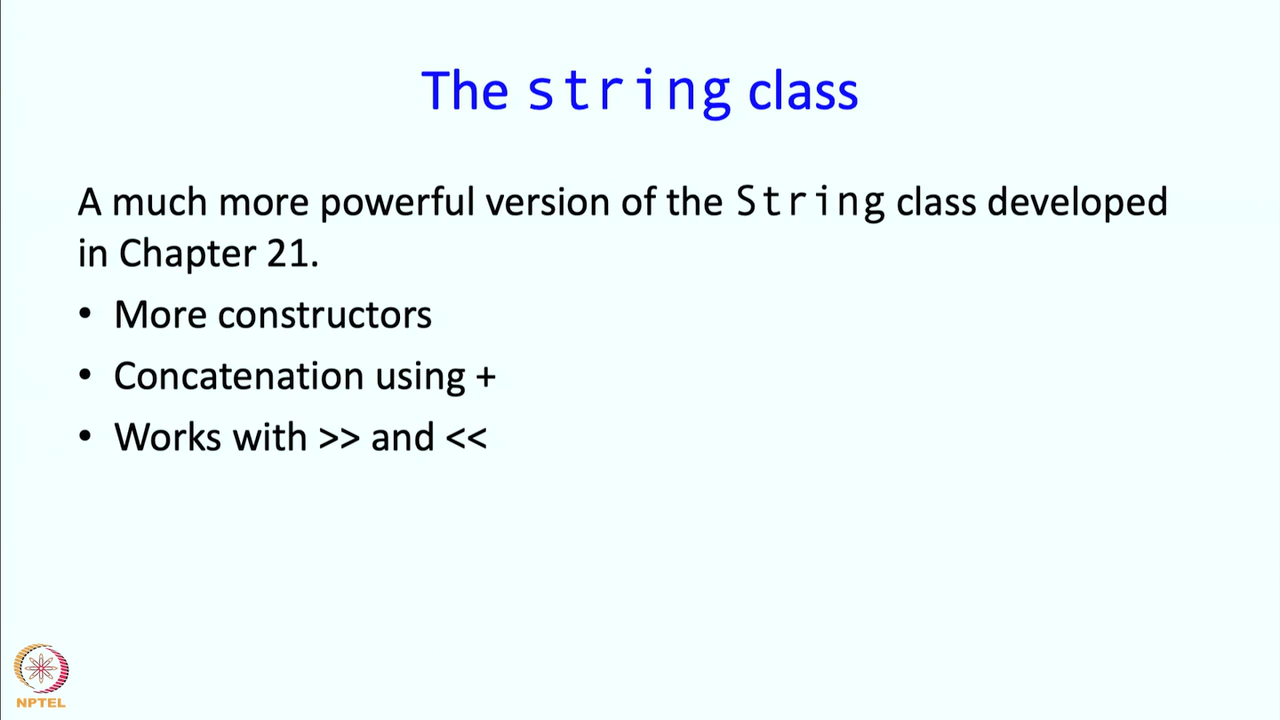 The string class
A much more powerful version of the String class developed
in Chapter 21.
• More constructors
• Concatenation using +
• Works with >> and <<
NPTEL